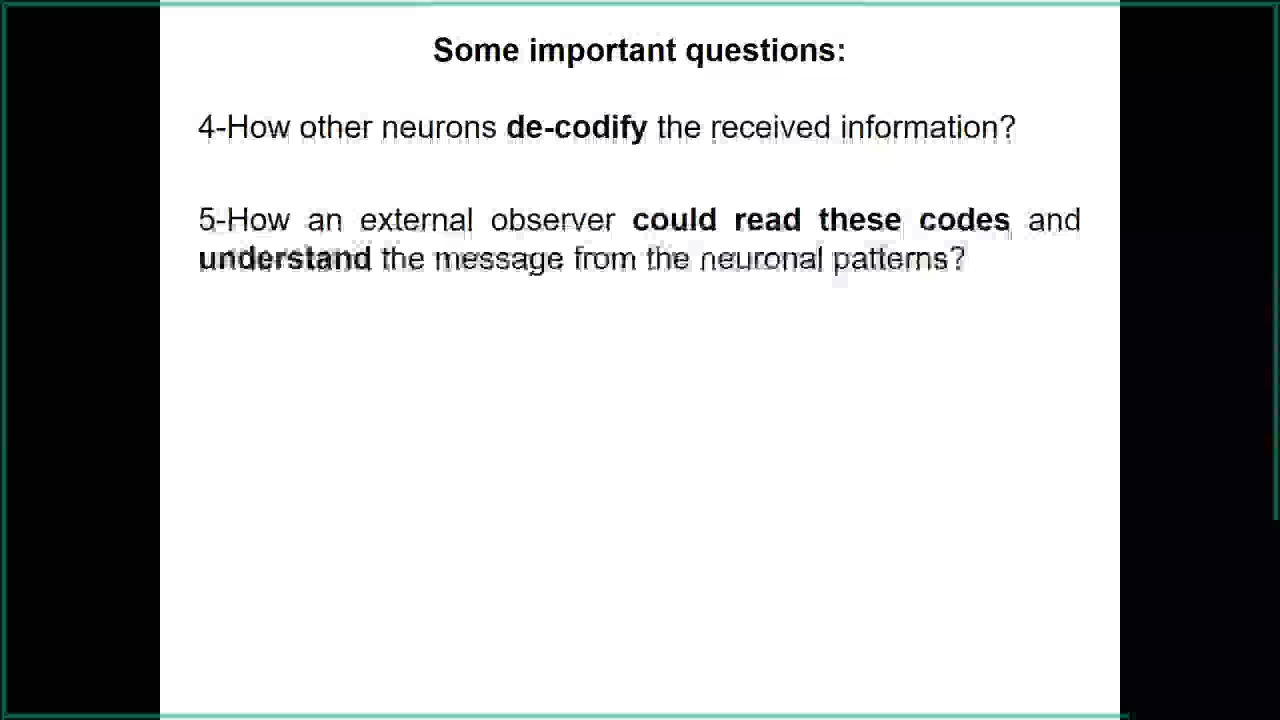 Some important questions:
4-How other neurons de-codify the received information?
5-How an external observer could read these codes and
understand the message from the neuronal patterns?